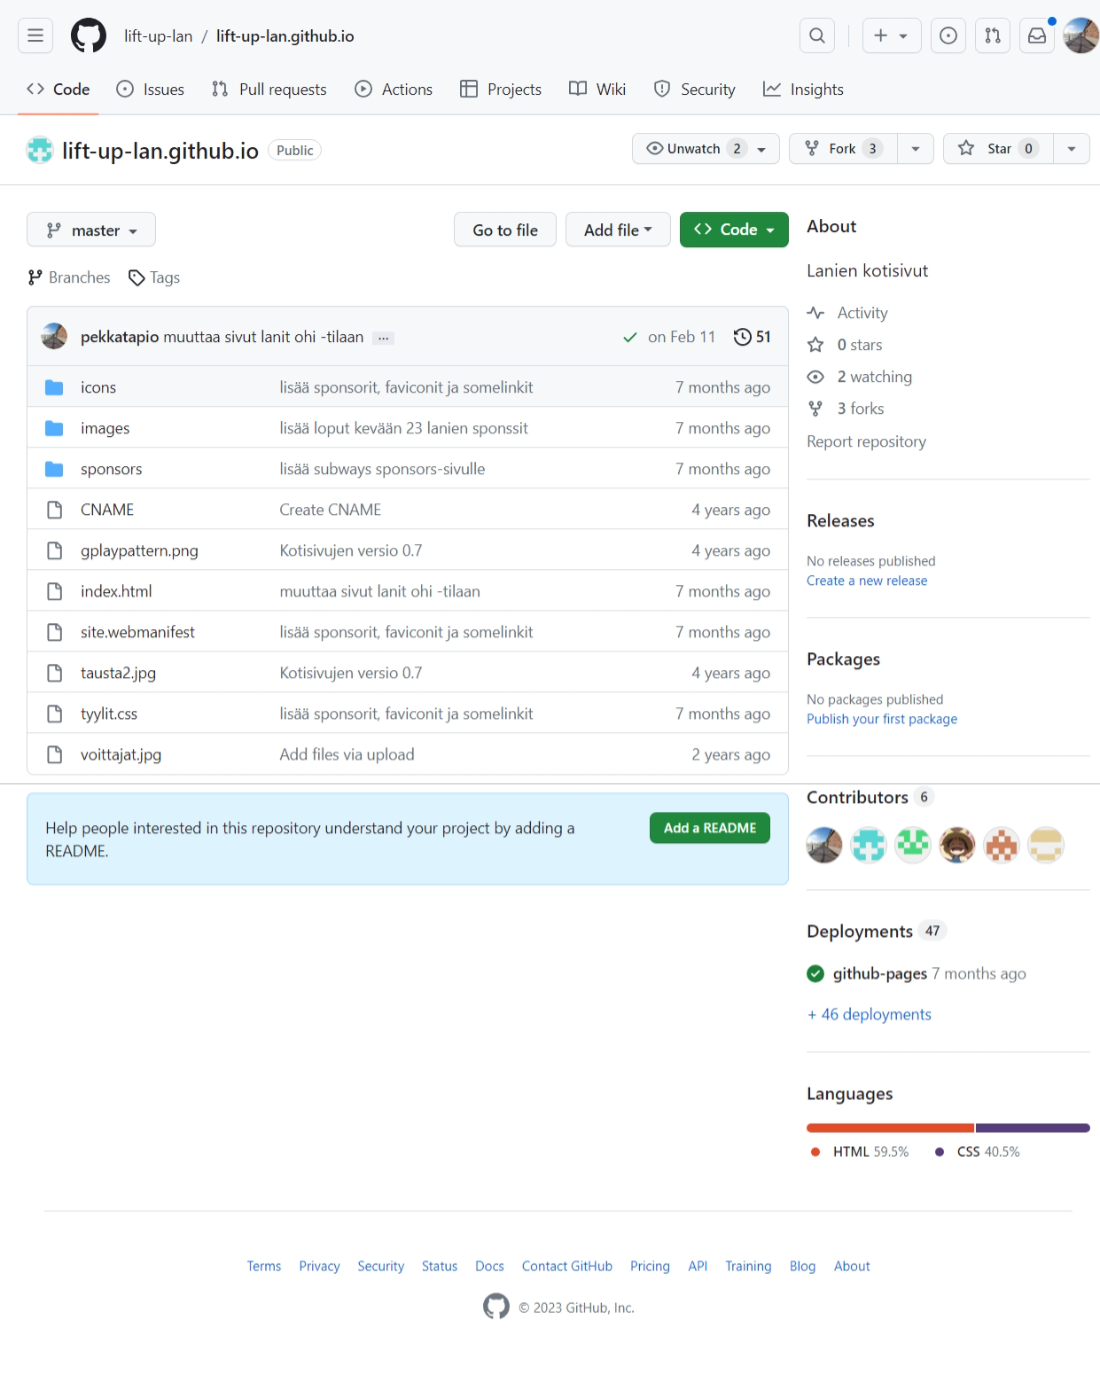 lift-up-lan / lift-up-lan.github.io
Code Issues Pull requests Actions Projects Wiki Security Insights
lift-up-lan.github.io Public
Unwatch 2 Fork 3 Star 0
master Go to file Add file Code
Branches Tags
pekkatapio muuttaa sivut lanit ohi -tilaan ... on Feb 11 51
icons lisää sponsorit, faviconit ja somelinkit 7 months ago
images lisää loput kevään 23 lanien sponssit 7 months ago
sponsors lisää subways sponsors-sivulle 7 months ago
CNAME Create CNAME 4 years ago
gplaypattern.png Kotisivujen versio 0.7 4 years ago
index.html muuttaa sivut lanit ohi -tilaan 7 months ago
site.webmanifest lisää sponsorit, faviconit ja somelinkit 7 months ago
tausta2.jpg Kotisivujen versio 0.7 4 years ago
tyylit.css lisää sponsorit, faviconit ja somelinkit 7 months ago
voittajat.jpg Add files via upload 2 years ago
Help people interested in this repository understand your project by adding a
README.
Add a README
About
Lanien kotisivut
Activity
0 stars
2 watching
3 forks
Report repository
Releases
No releases published
Create a new release
Packages
No packages published
Publish your first package
Contributors 6
Deployments 47
github-pages 7 months ago
+ 46 deployments
Languages
HTML 59.5% CSS 40.5%
Terms Privacy Security Status Docs Contact GitHub Pricing API Training Blog About
© 2023 GitHub, Inc.